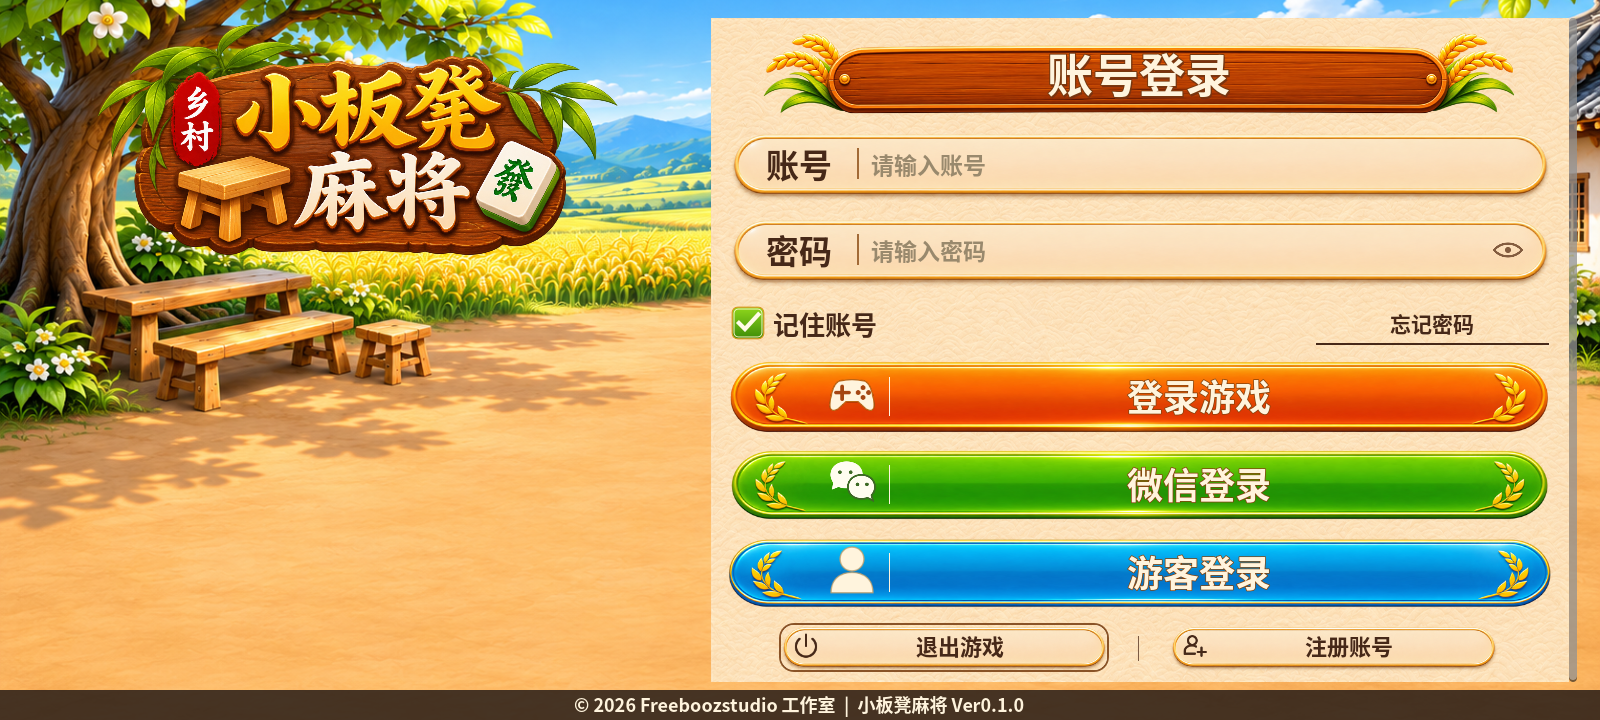 乡村
小板凳
麻将
發
账号登录
账号
请输入账号
密码
请输入密码
记住账号
忘记密码
登录游戏
微信登录
游客登录
退出游戏
注册账号
© 2026 Freeboozstudio 工作室 | 小板凳麻将 Ver0.1.0